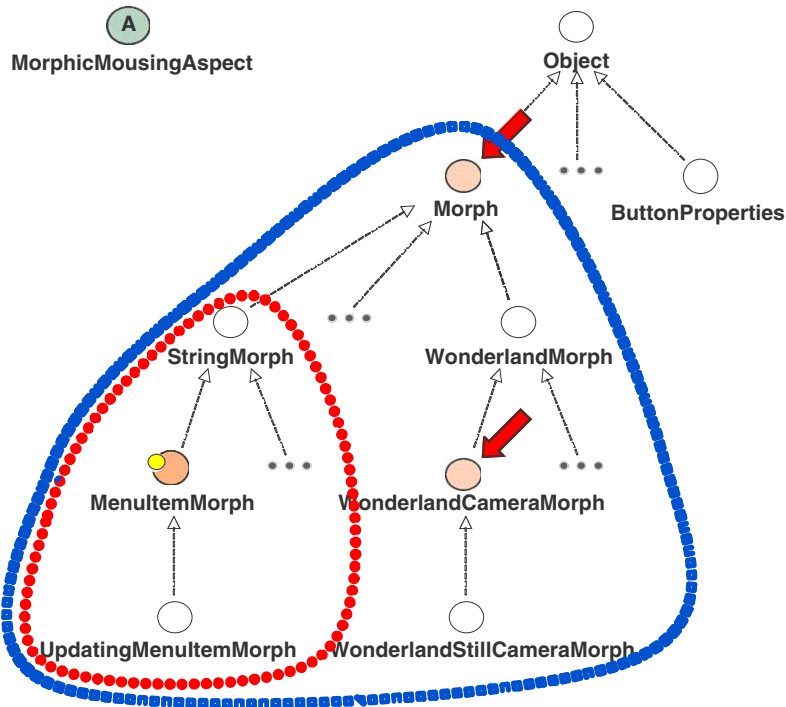 A
MorphicMousingAspect
Object
Morph
ButtonProperties
StringMorph
WonderlandMorph
MenuItemMorph
WonderlandCameraMorph
UpdatingMenuItemMorph
WonderlandStillCameraMorph